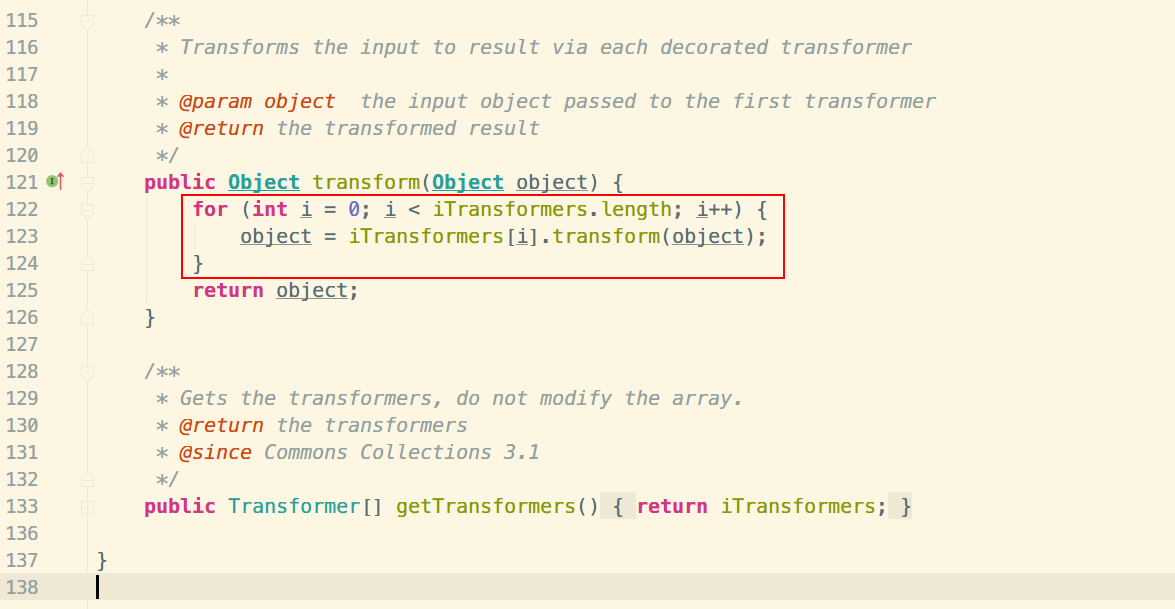 115     /**
116      * Transforms the input to result via each decorated transformer
117      *
118      * @param object  the input object passed to the first transformer
119      * @return the transformed result
120      */
121     public Object transform(Object object) {
122         for (int i = 0; i < iTransformers.length; i++) {
123             object = iTransformers[i].transform(object);
124         }
125         return object;
126     }
127
128     /**
129      * Gets the transformers, do not modify the array.
130      * @return the transformers
131      * @since Commons Collections 3.1
132      */
133     public Transformer[] getTransformers() { return iTransformers; }
136
137 }
138